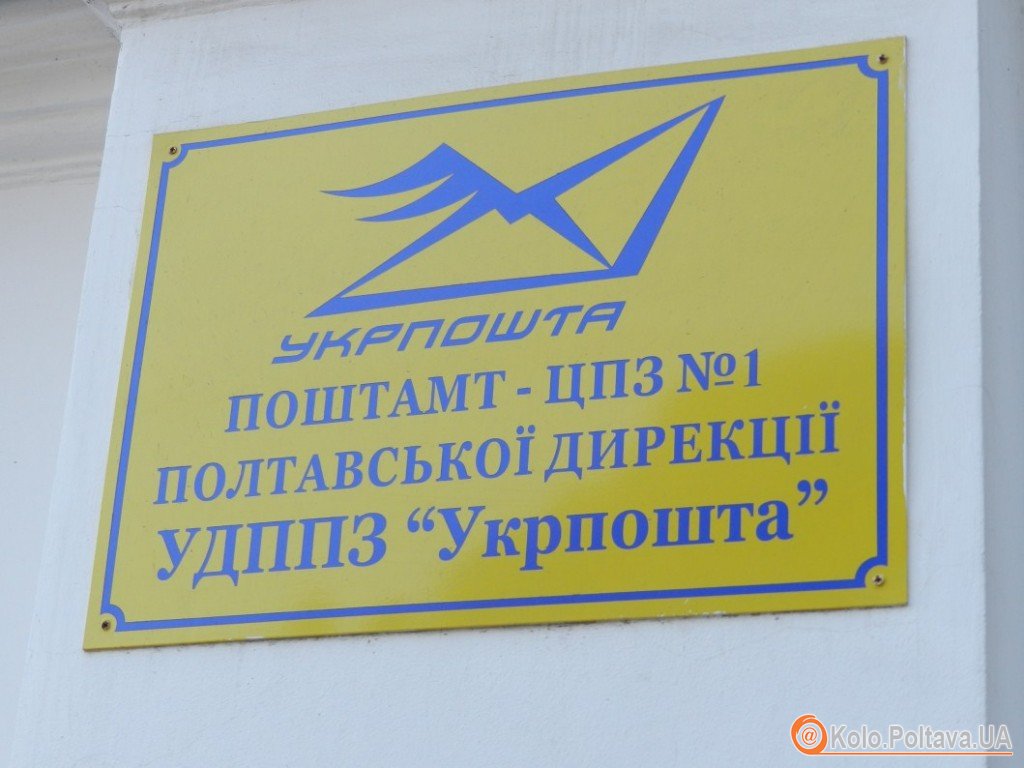 УКРПОШТА
ПОШТАМТ - ЦПЗ №1
ПОЛТАВСЬКОЇ ДИРЕКЦІЇ
УДППЗ “Укрпошта”
@Kolo.Poltava.UA